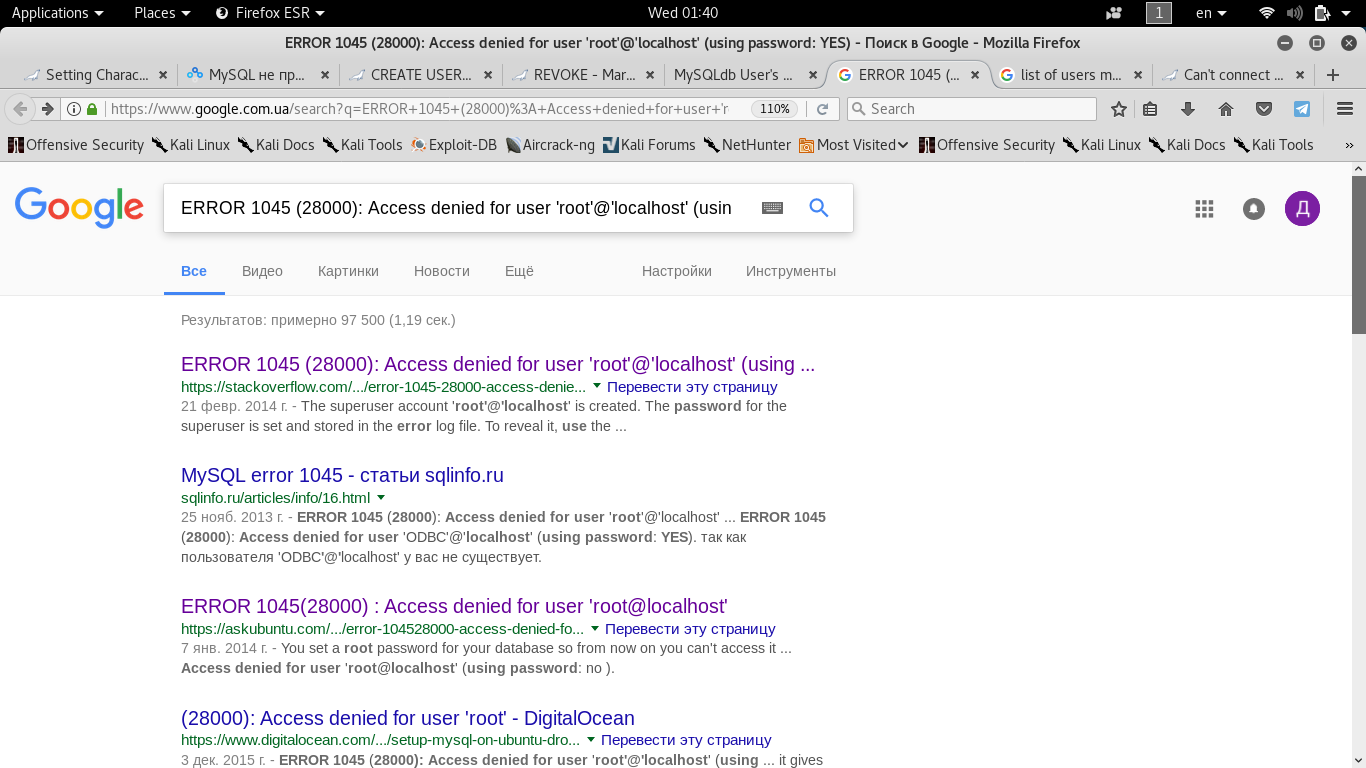 Applications Places Firefox ESR Wed 01:40 1 en
ERROR 1045 (28000): Access denied for user 'root'@'localhost' (using password: YES) - Поиск в Google - Mozilla Firefox
Setting Charac... MySQL не пр... CREATE USER... REVOKE - Mar... MySQLdb User's ... ERROR 1045 (... list of users m... Can't connect ...
https://www.google.com.ua/search?q=ERROR+1045+(28000)%3A+Access+denied+for+user+'r 110% Search
Offensive Security Kali Linux Kali Docs Kali Tools Exploit-DB Aircrack-ng Kali Forums NetHunter Most Visited Offensive Security Kali Linux Kali Docs Kali Tools »
Google ERROR 1045 (28000): Access denied for user 'root'@'localhost' (usin Д
Все Видео Картинки Новости Ещё Настройки Инструменты
Результатов: примерно 97 500 (1,19 сек.)
ERROR 1045 (28000): Access denied for user 'root'@'localhost' (using ...
https://stackoverflow.com/.../error-1045-28000-access-denie... Перевести эту страницу
21 февр. 2014 г. - The superuser account 'root'@'localhost' is created. The password for the
superuser is set and stored in the error log file. To reveal it, use the ...
MySQL error 1045 - статьи sqlinfo.ru
sqlinfo.ru/articles/info/16.html
25 нояб. 2013 г. - ERROR 1045 (28000): Access denied for user 'root'@'localhost' ... ERROR 1045
(28000): Access denied for user 'ODBC'@'localhost' (using password: YES). так как
пользователя 'ODBC'@'localhost' у вас не существует.
ERROR 1045(28000) : Access denied for user 'root@localhost'
https://askubuntu.com/.../error-104528000-access-denied-fo... Перевести эту страницу
7 янв. 2014 г. - You set a root password for your database so from now on you can't access it ...
Access denied for user 'root@localhost' (using password: no ).
(28000): Access denied for user 'root' - DigitalOcean
https://www.digitalocean.com/.../setup-mysql-on-ubuntu-dro... Перевести эту страницу
3 дек. 2015 г. - ERROR 1045 (28000): Access denied for user 'root'@'localhost' (using ... it gives